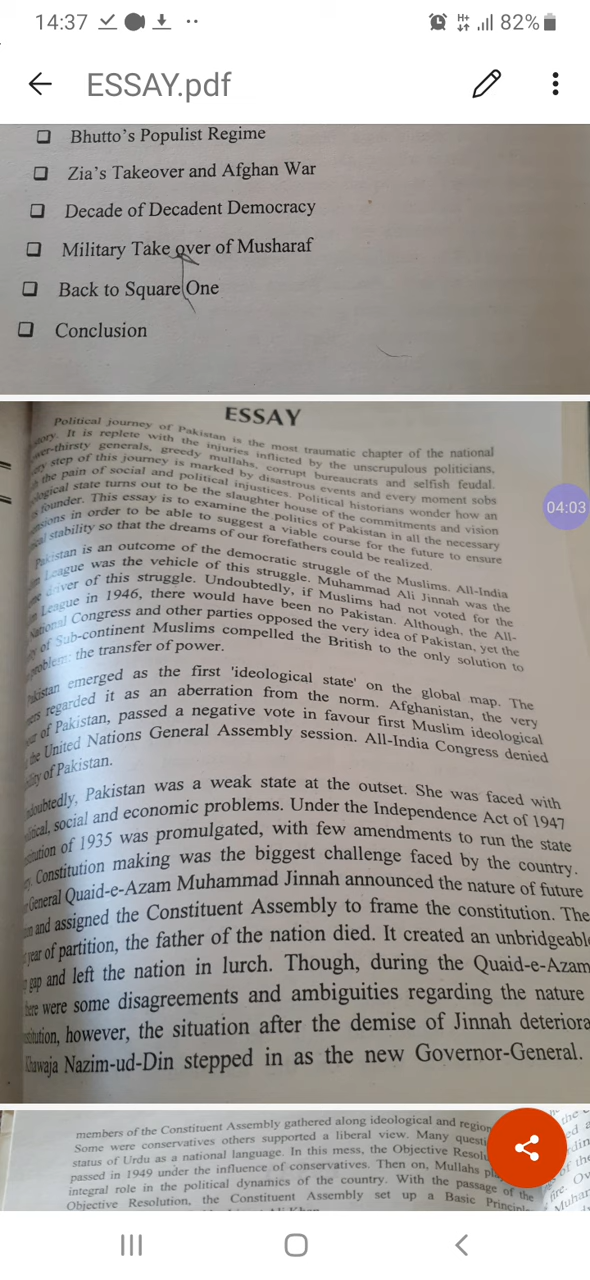 14:37
82%
ESSAY.pdf
Bhutto's Populist Regime
Zia's Takeover and Afghan War
Decade of Decadent Democracy
Military Take over of Musharaf
Back to Square One
Conclusion
ESSAY
Political journey of Pakistan is the most traumatic chapter of the national
It is replete with the injuries inflicted by the unscrupulous politicians,
generals, greedy mullahs, corrupt bureaucrats and selfish feudal.
step of this journey is marked by disastrous events and every moment sobs
the pain of social and political injustices. Political historians wonder how an
state turns out to be the slaughter house of the commitments and vision
founder. This essay is to examine the politics of Pakistan in all the necessary
in order to be able to suggest a viable course for the future to ensure
stability so that the dreams of our forefathers could be realized.
Pakistan is an outcome of the democratic struggle of the Muslims. All-India
League was the vehicle of this struggle. Muhammad Ali Jinnah was the
driver of this struggle. Undoubtedly, if Muslims had not voted for the
League in 1946, there would have been no Pakistan. Although, the All-
National Congress and other parties opposed the very idea of Pakistan, yet the
of Sub-continent Muslims compelled the British to the only solution to
problem: the transfer of power.
Pakistan emerged as the first 'ideological state' on the global map. The
regarded it as an aberration from the norm. Afghanistan, the very
of Pakistan, passed a negative vote in favour first Muslim ideological
the United Nations General Assembly session. All-India Congress denied
of Pakistan.
Pakistan was a weak state at the outset. She was faced with
social and economic problems. Under the Independence Act of 1947
of 1935 was promulgated, with few amendments to run the state
Constitution making was the biggest challenge faced by the country.
General Quaid-e-Azam Muhammad Jinnah announced the nature of future
and assigned the Constituent Assembly to frame the constitution. The
year of partition, the father of the nation died. It created an unbridgeabl
gap and left the nation in lurch. Though, during the Quaid-e-Azam
were some disagreements and ambiguities regarding the nature
however, the situation after the demise of Jinnah deteriora
Khawaja Nazim-ud-Din stepped in as the new Governor-General.
04:03
members of the Constituent Assembly gathered along ideological and region
Some were conservatives others supported a liberal view. Many questi
status of Urdu as a national language. In this mess, the Objective Resolu
passed in 1949 under the influence of conservatives. Then on, Mullahs
integral role in the political dynamics of the country. With the passage of the
Objective Resolution, the Constituent Assembly set up a Basic Principl